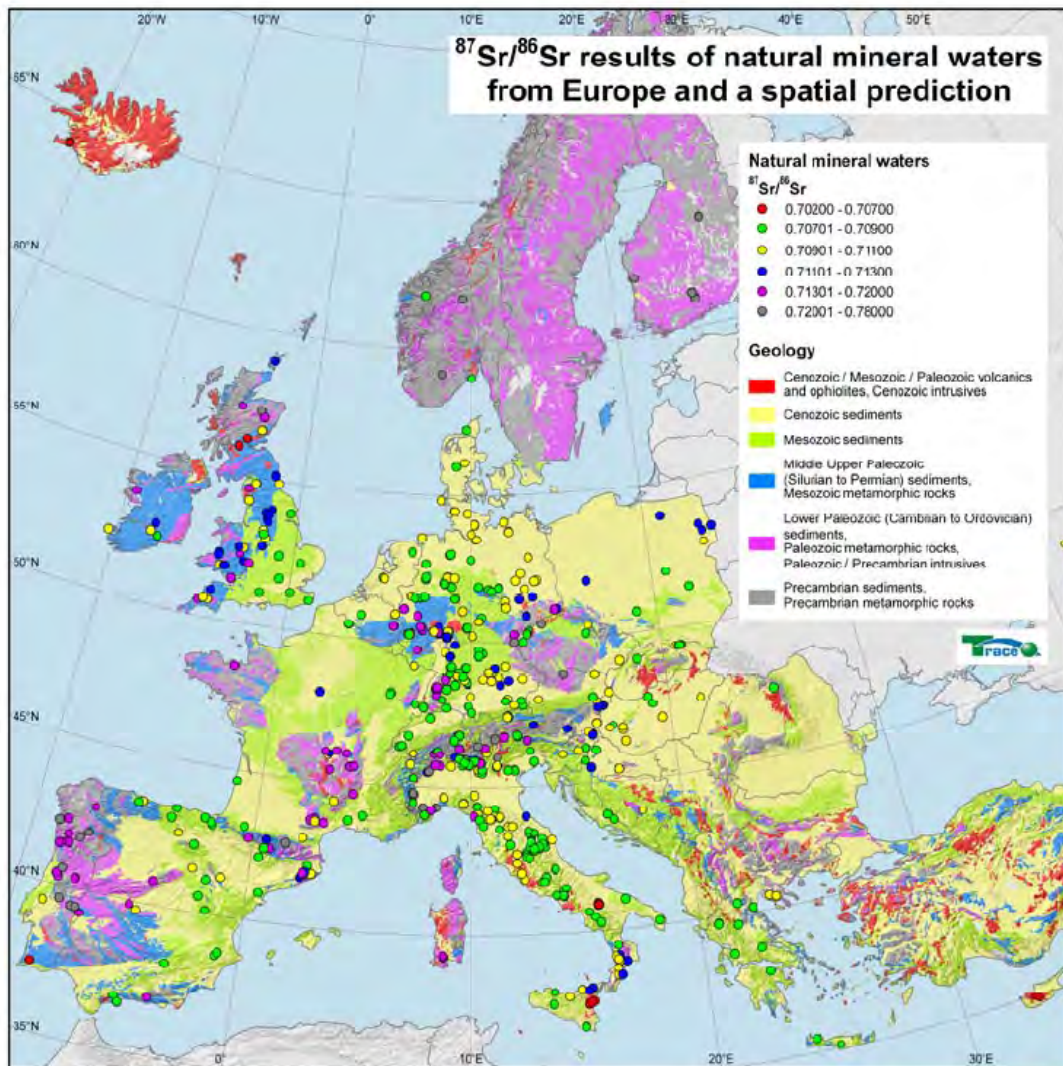 20°W
10°W
0°E
10°E
20°E
30°E
40°E
50°E
65°N
60°N
55°N
50°N
45°N
40°N
35°N
0°
10°E
20°E
30°E
87Sr/86Sr results of natural mineral waters
from Europe and a spatial prediction
Natural mineral waters
87Sr/86Sr
0.70200 - 0.70700
0.70701 - 0.70900
0.70901 - 0.71100
0.71101 - 0.71300
0.71301 - 0.72000
0.72001 - 0.78000
Geology
Cenozoic / Mesozoic / Paleozoic volcanics
and ophiolites, Cenozoic intrusives
Cenozoic sediments
Mesozoic sediments
Middle Upper Paleozoic
(Silurian to Permian) sediments,
Mesozoic metamorphic rocks
Lower Paleozoic (Cambrian to Ordovician)
sediments,
Paleozoic metamorphic rocks,
Paleozoic / Precambrian intrusives
Precambrian sediments,
Precambrian metamorphic rocks
Trace